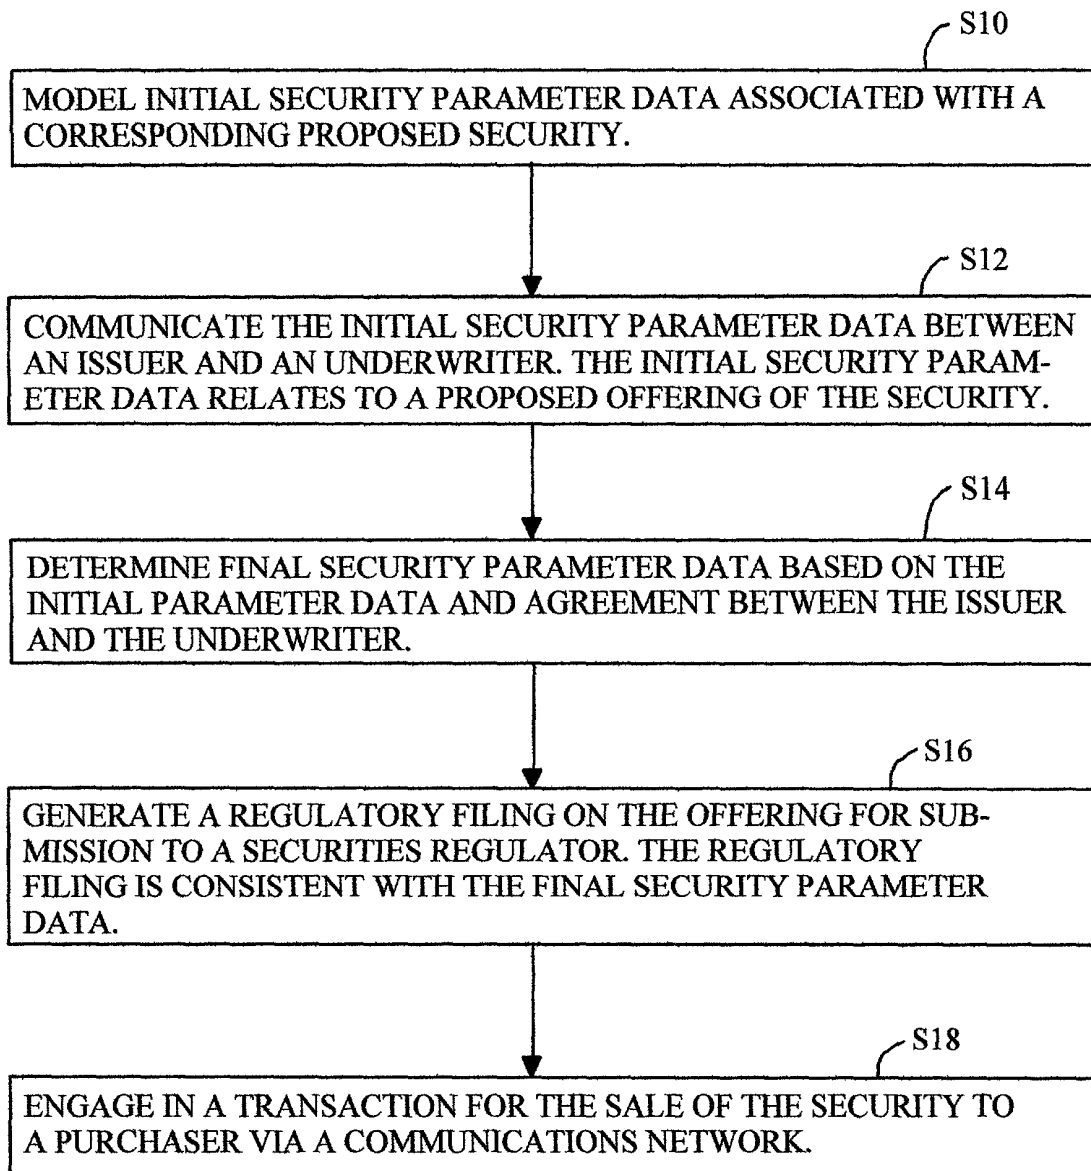 S10
MODEL INITIAL SECURITY PARAMETER DATA ASSOCIATED WITH A
CORRESPONDING PROPOSED SECURITY.
S12
COMMUNICATE THE INITIAL SECURITY PARAMETER DATA BETWEEN
AN ISSUER AND AN UNDERWRITER. THE INITIAL SECURITY PARAM-
ETER DATA RELATES TO A PROPOSED OFFERING OF THE SECURITY.
S14
DETERMINE FINAL SECURITY PARAMETER DATA BASED ON THE
INITIAL PARAMETER DATA AND AGREEMENT BETWEEN THE ISSUER
AND THE UNDERWRITER.
S16
GENERATE A REGULATORY FILING ON THE OFFERING FOR SUB-
MISSION TO A SECURITIES REGULATOR. THE REGULATORY
FILING IS CONSISTENT WITH THE FINAL SECURITY PARAMETER
DATA.
S18
ENGAGE IN A TRANSACTION FOR THE SALE OF THE SECURITY TO
A PURCHASER VIA A COMMUNICATIONS NETWORK.